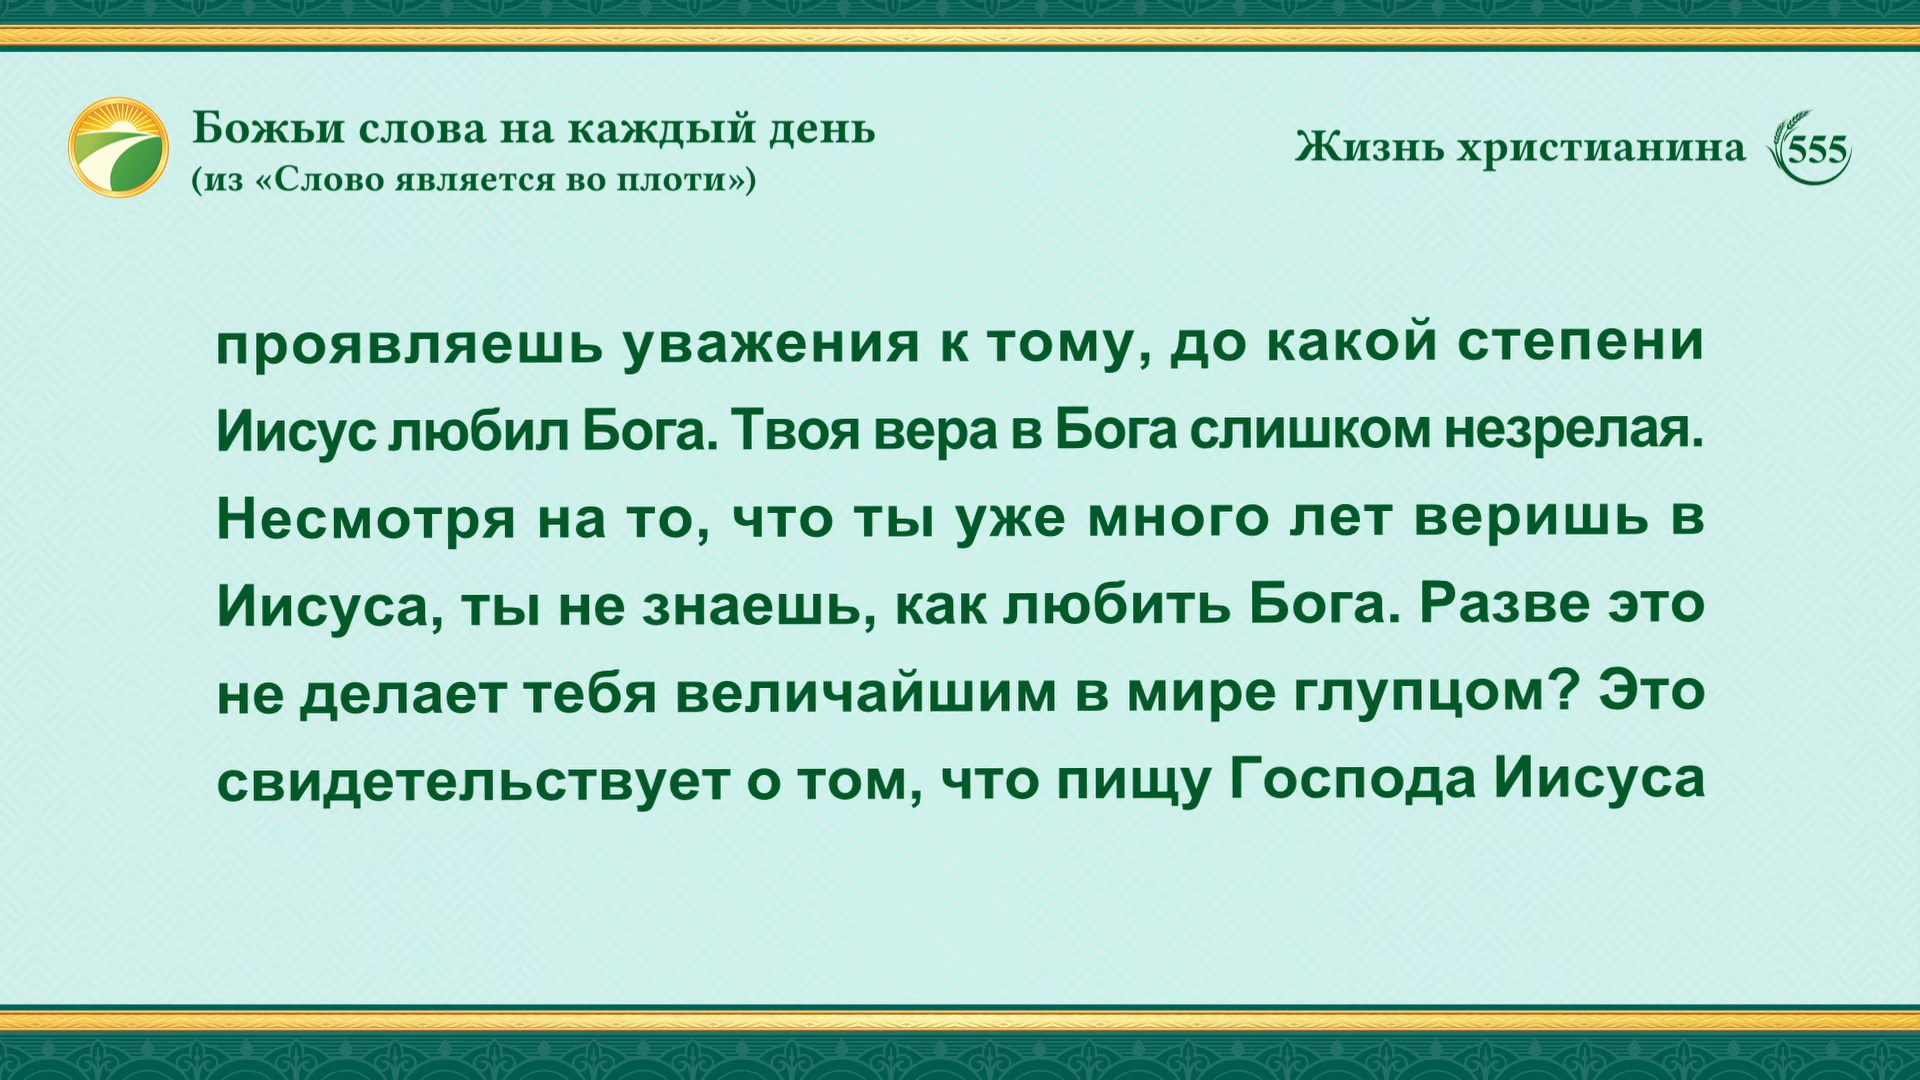 Божьи слова на каждый день
(из «Слово является во плоти»)
Жизнь христианина 555
проявляешь уважения к тому, до какой степени
Иисус любил Бога. Твоя вера в Бога слишком незрелая.
Несмотря на то, что ты уже много лет веришь в
Иисуса, ты не знаешь, как любить Бога. Разве это
не делает тебя величайшим в мире глупцом? Это
свидетельствует о том, что пищу Господа Иисуса